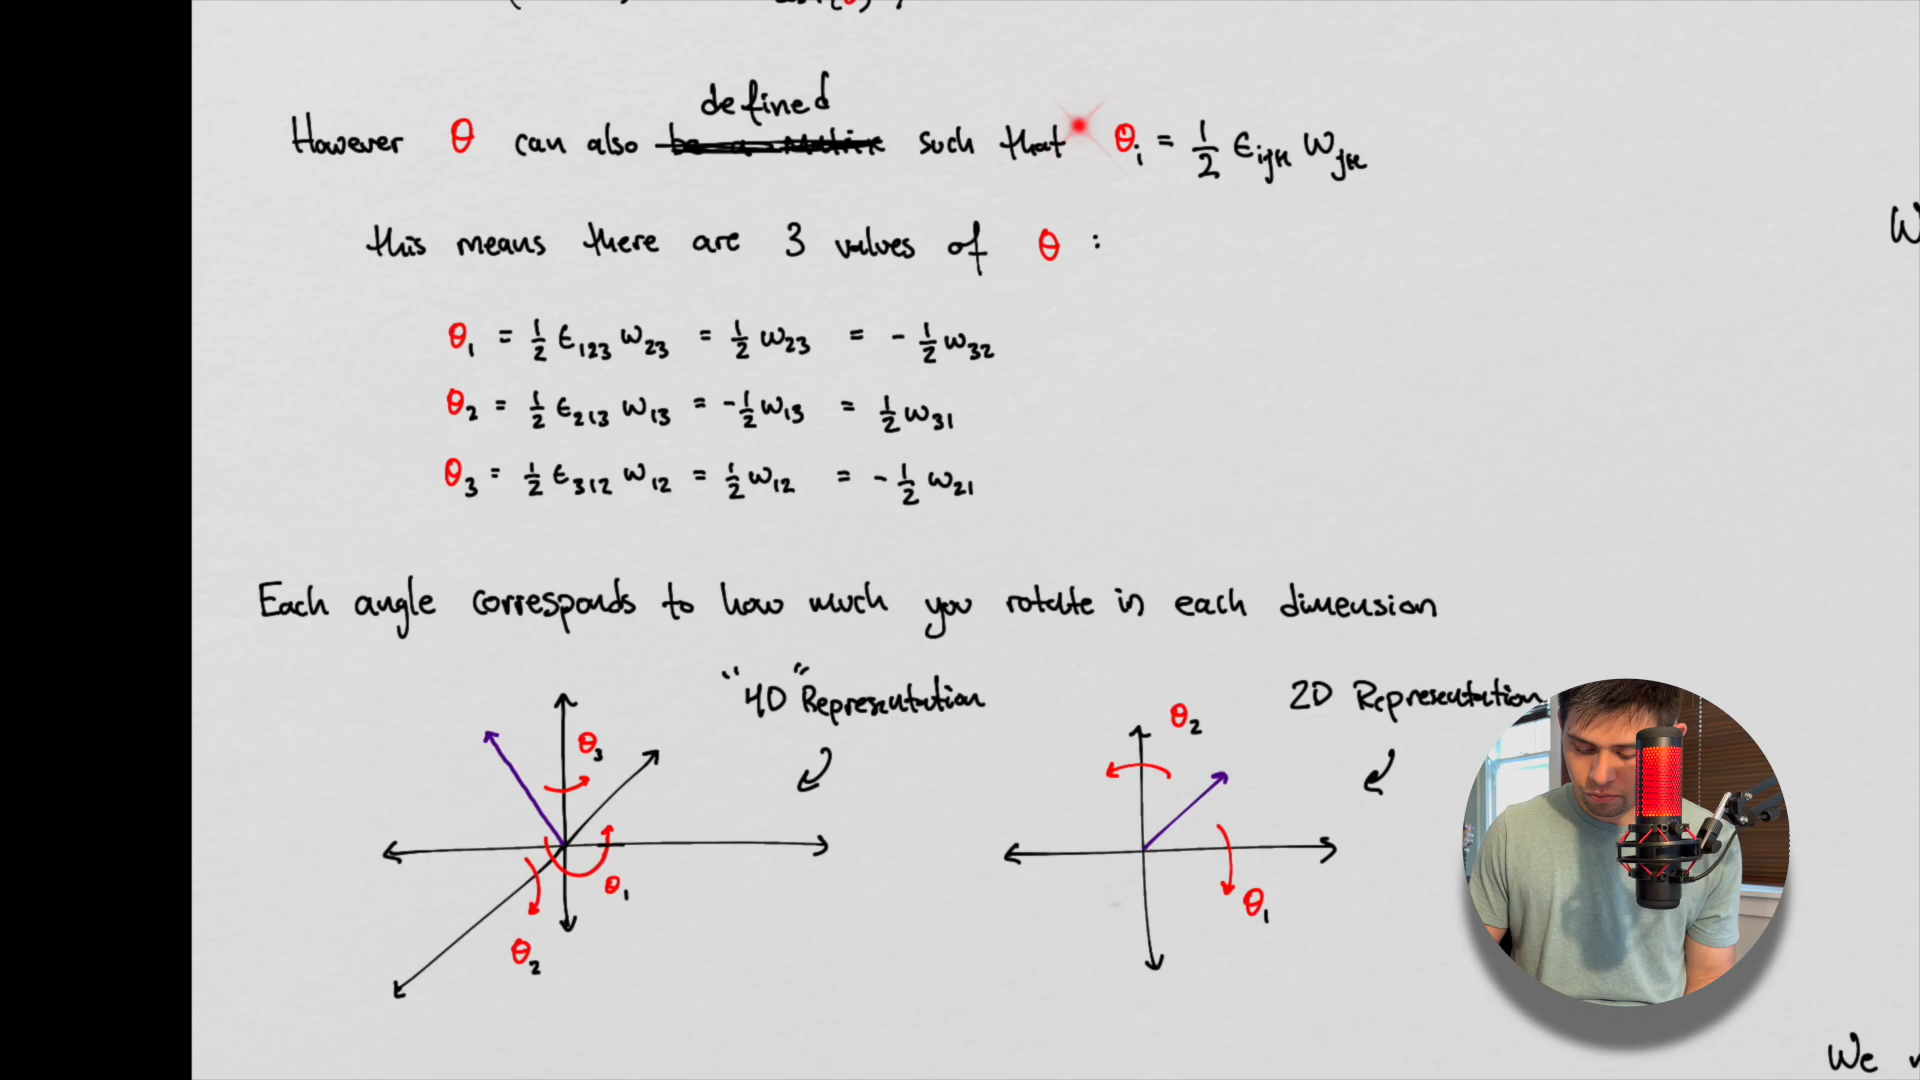 However θ can also defined such that θᵢ = 1/2 ϵᵢⱼₖ ωⱼₖ
this means there are 3 values of θ :
θ₁ = 1/2 ϵ₁₂₃ ω₂₃ = 1/2 ω₂₃ = - 1/2 ω₃₂
θ₂ = 1/2 ϵ₂₁₃ ω₁₃ = -1/2 ω₁₃ = 1/2 ω₃₁
θ₃ = 1/2 ϵ₃₁₂ ω₁₂ = 1/2 ω₁₂ = - 1/2 ω₂₁
Each angle corresponds to how much you rotate in each dimension
"4D" Representation
θ₃
θ₁
θ₂
2D Representation
θ₂
θ₁
We